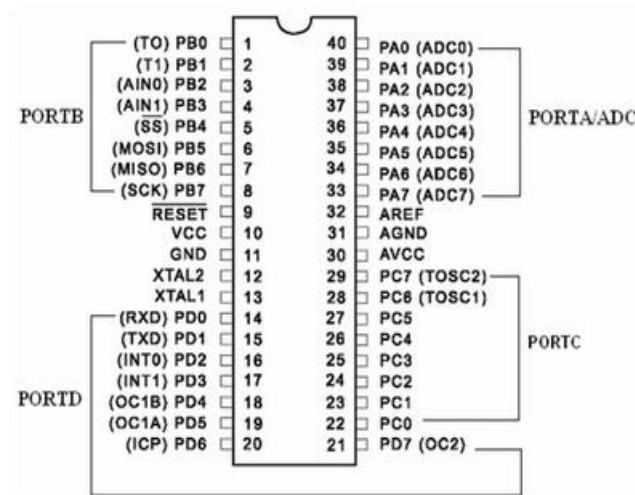 (TO) PB0 1 40 PA0 (ADC0)
(T1) PB1 2 39 PA1 (ADC1)
(AIN0) PB2 3 38 PA2 (ADC2)
(AIN1) PB3 4 37 PA3 (ADC3)
PORTB PORTA/ADC
(SS) PB4 5 36 PA4 (ADC4)
(MOSI) PB5 6 35 PA5 (ADC5)
(MISO) PB6 7 34 PA6 (ADC6)
(SCK) PB7 8 33 PA7 (ADC7)
RESET 9 32 AREF
VCC 10 31 AGND
GND 11 30 AVCC
XTAL2 12 29 PC7 (TOSC2)
XTAL1 13 28 PC6 (TOSC1)
(RXD) PD0 14 27 PC5
(TXD) PD1 15 26 PC4 PORTC
(INT0) PD2 16 25 PC3
(INT1) PD3 17 24 PC2
PORTD (OC1B) PD4 18 23 PC1
(OC1A) PD5 19 22 PC0
(ICP) PD6 20 21 PD7 (OC2)